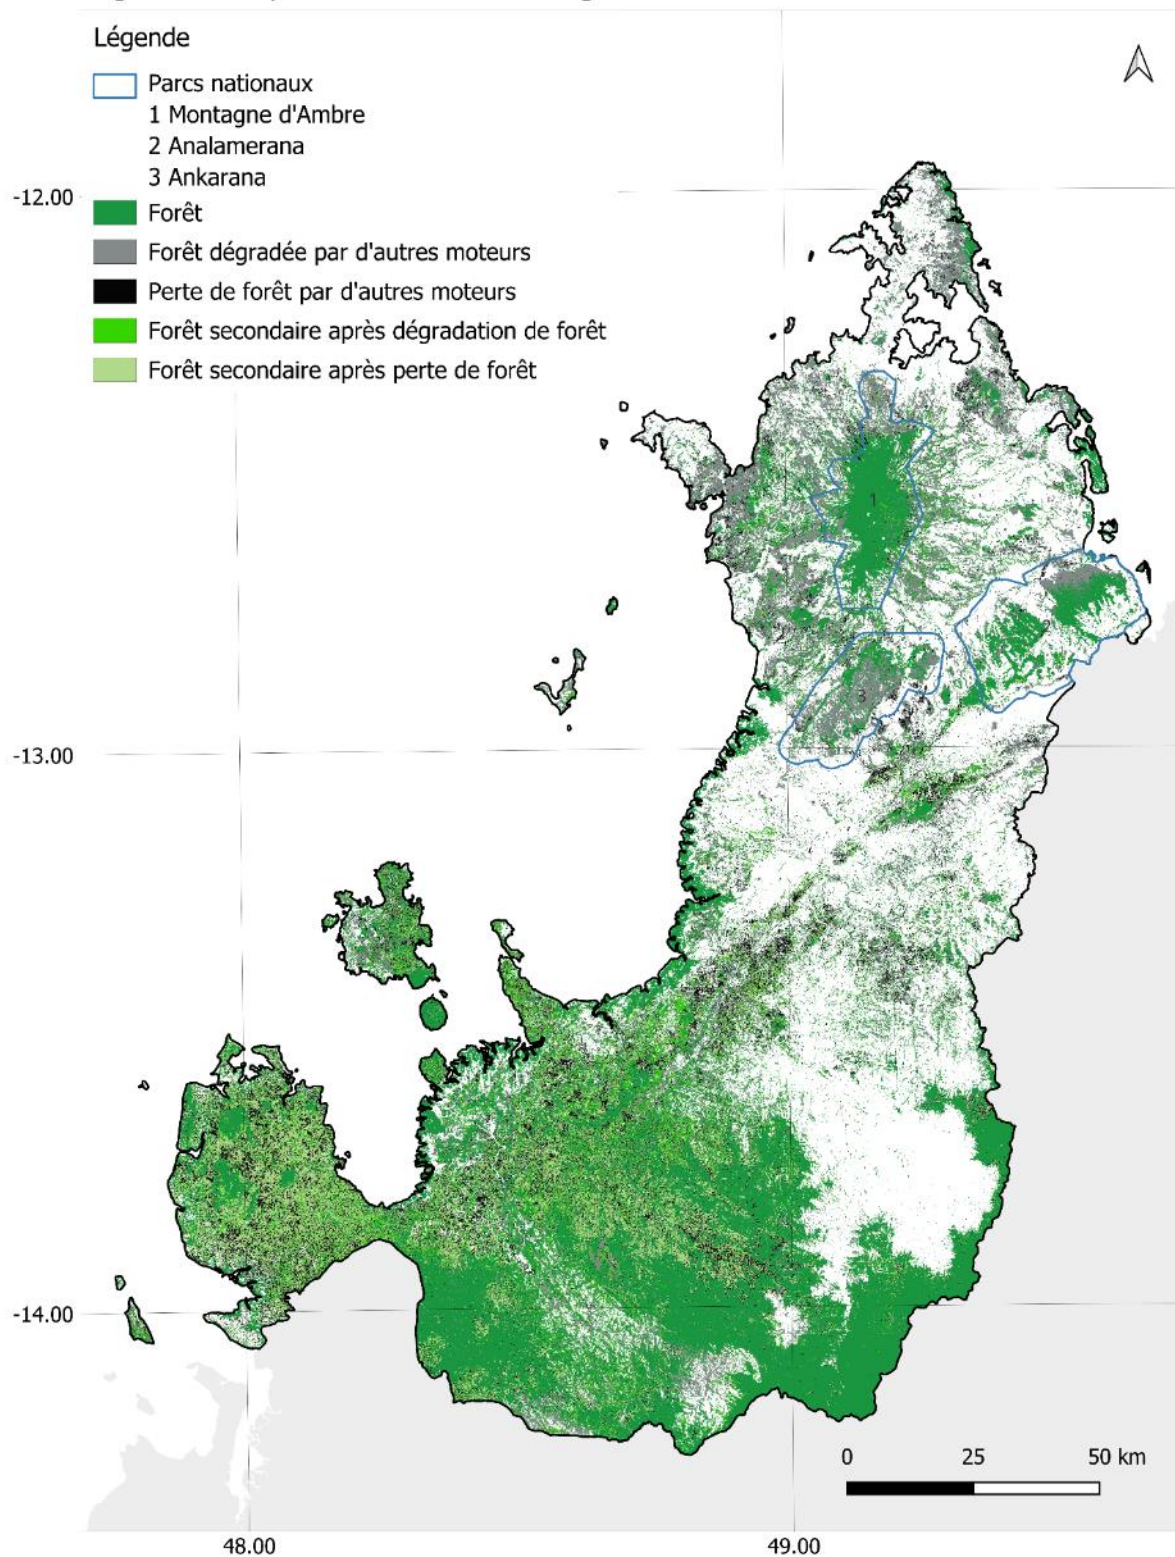 Légende
Parcs nationaux
1 Montagne d'Ambre
2 Analamerana
3 Ankarana
Forêt
Forêt dégradée par d'autres moteurs
Perte de forêt par d'autres moteurs
Forêt secondaire après dégradation de forêt
Forêt secondaire après perte de forêt
-12.00
1
2
3
-13.00
-14.00
0 25 50 km
48.00 49.00